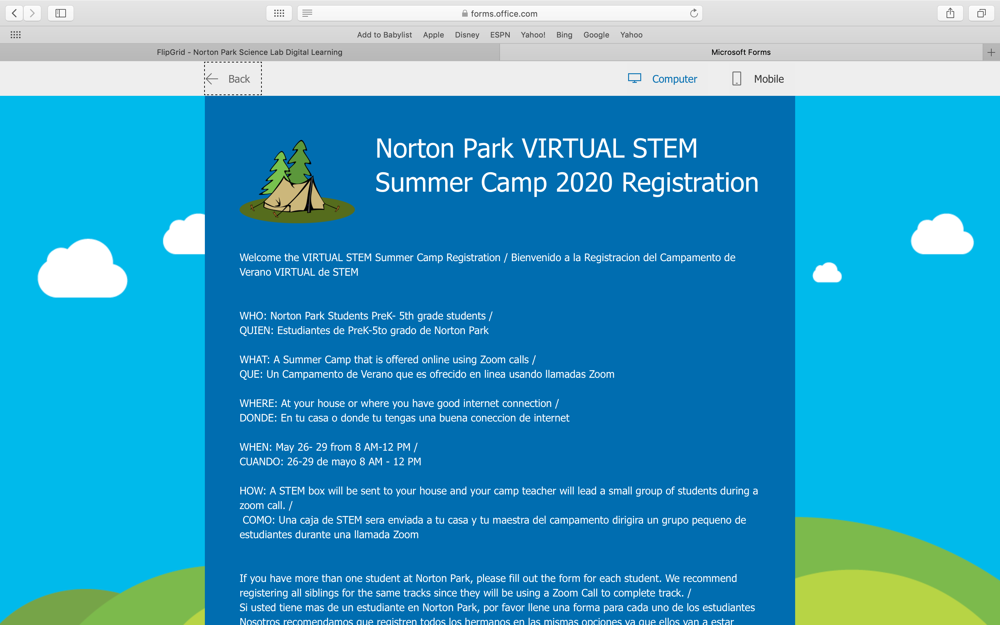 forms.office.com
Add to Babylist Apple Disney ESPN Yahoo! Bing Google Yahoo
FlipGrid - Norton Park Science Lab Digital Learning Microsoft Forms
Back Computer Mobile
Norton Park VIRTUAL STEM
Summer Camp 2020 Registration
Welcome the VIRTUAL STEM Summer Camp Registration / Bienvenido a la Registracion del Campamento de
Verano VIRTUAL de STEM
WHO: Norton Park Students PreK- 5th grade students /
QUIEN: Estudiantes de PreK-5to grado de Norton Park
WHAT: A Summer Camp that is offered online using Zoom calls /
QUE: Un Campamento de Verano que es ofrecido en linea usando llamadas Zoom
WHERE: At your house or where you have good internet connection /
DONDE: En tu casa o donde tu tengas una buena coneccion de internet
WHEN: May 26- 29 from 8 AM-12 PM /
CUANDO: 26-29 de mayo 8 AM - 12 PM
HOW: A STEM box will be sent to your house and your camp teacher will lead a small group of students during a
zoom call. /
COMO: Una caja de STEM sera enviada a tu casa y tu maestra del campamento dirigira un grupo pequeno de
estudiantes durante una llamada Zoom
If you have more than one student at Norton Park, please fill out the form for each student. We recommend
registering all siblings for the same tracks since they will be using a Zoom Call to complete track. /
Si usted tiene mas de un estudiante en Norton Park, por favor llene una forma para cada uno de los estudiantes
Nosotros recomendamos que registren todos los hermanos en las mismas opciones ya que ellos van a estar